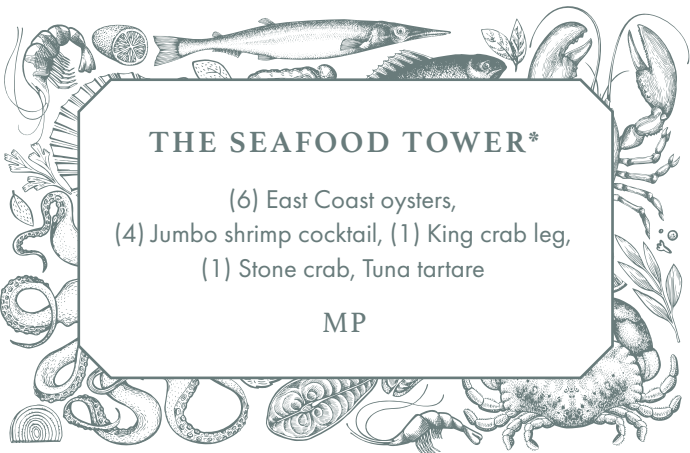 THE SEAFOOD TOWER*
(6) East Coast oysters,
(4) Jumbo shrimp cocktail, (1) King crab leg,
(1) Stone crab, Tuna tartare
MP